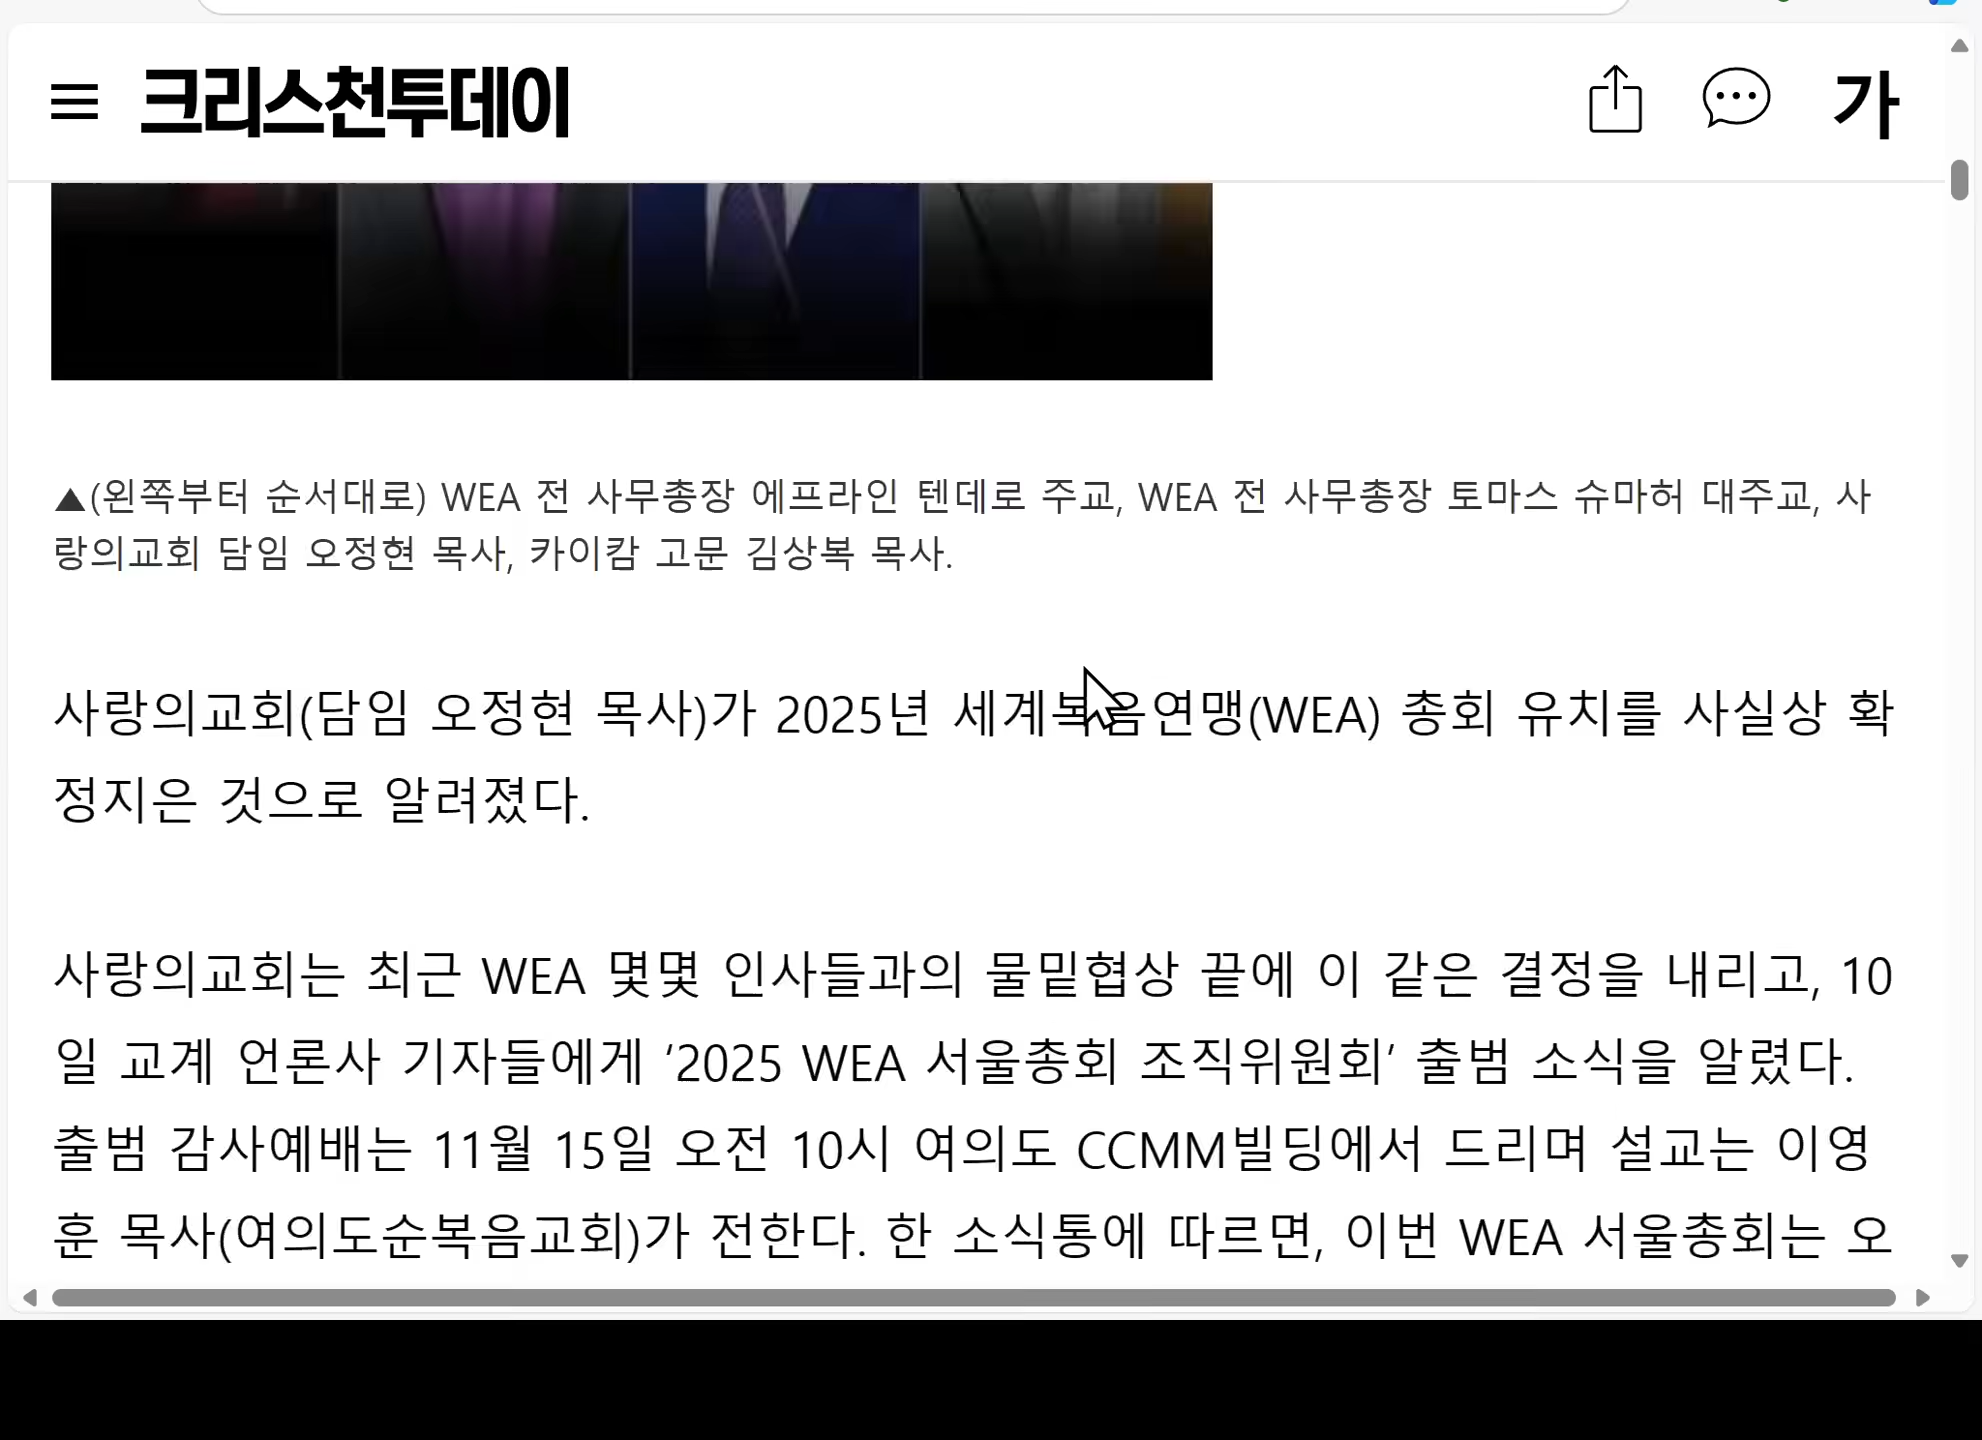 크리스천투데이
가
▲(왼쪽부터 순서대로) WEA 전 사무총장 에프라인 텐데로 주교, WEA 전 사무총장 토마스 슈마허 대주교, 사
랑의교회 담임 오정현 목사, 카이캄 고문 김상복 목사.
사랑의교회(담임 오정현 목사)가 2025년 세계복음연맹(WEA) 총회 유치를 사실상 확
정지은 것으로 알려졌다.
사랑의교회는 최근 WEA 몇몇 인사들과의 물밑협상 끝에 이 같은 결정을 내리고, 10
일 교계 언론사 기자들에게 ‘2025 WEA 서울총회 조직위원회’ 출범 소식을 알렸다.
출범 감사예배는 11월 15일 오전 10시 여의도 CCMM빌딩에서 드리며 설교는 이영
훈 목사(여의도순복음교회)가 전한다. 한 소식통에 따르면, 이번 WEA 서울총회는 오